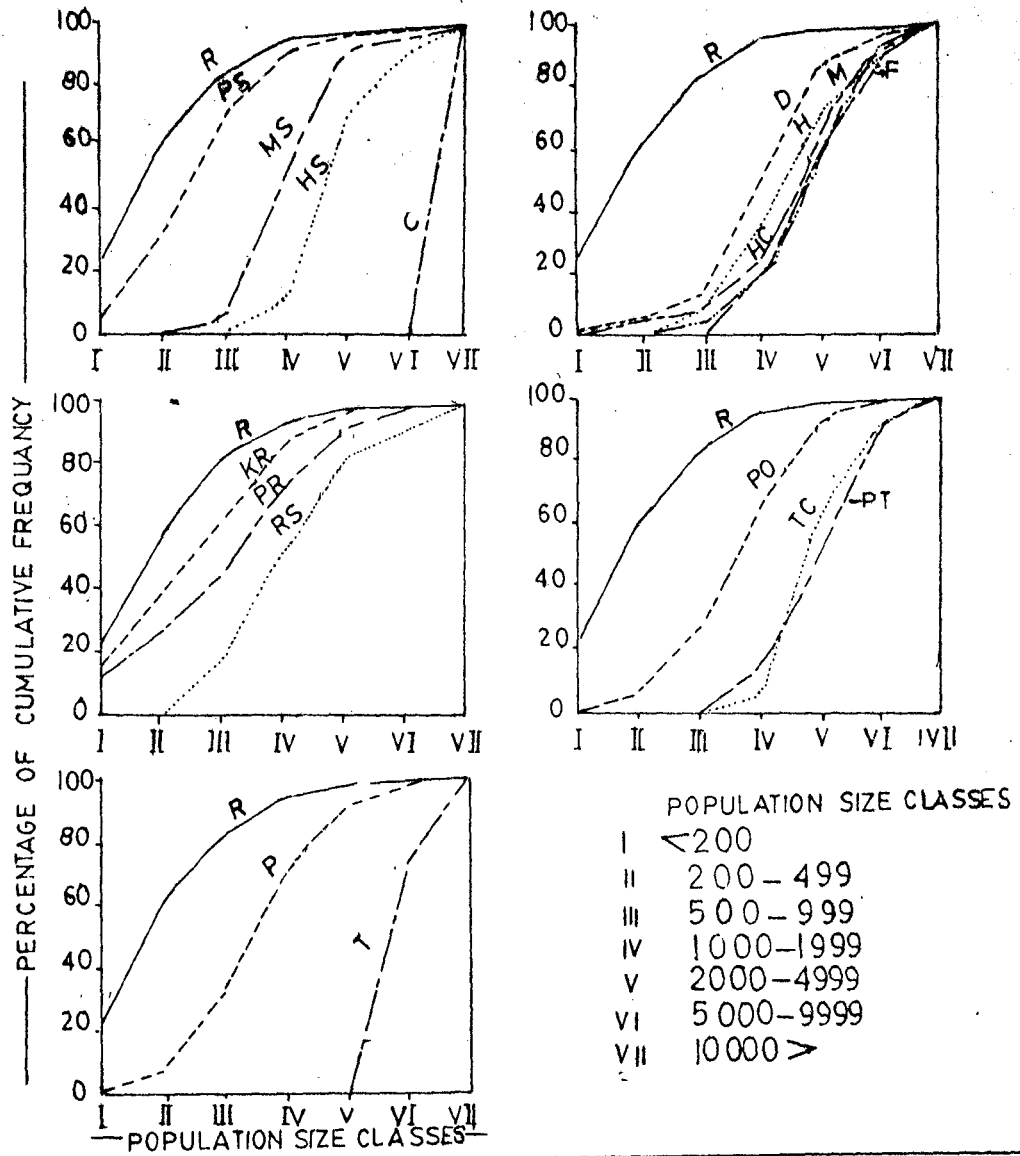 PERCENTAGE OF CUMULATIVE FREQUANCY
100
80
60
40
20
0
R
PS
MS
HS
C
I II III IV V VI VII
100
80
60
40
20
0
R
D
M
H
F
HC
I II III IV V VI VII
100
80
60
40
20
0
R
KR
PR
RS
I II III IV V VI VII
100
80
60
40
20
0
R
PO
TC
PT
I II III IV V VI IVII
100
80
60
40
20
0
R
P
T
I II III IV V VI VII
POPULATION SIZE CLASSES
POPULATION SIZE CLASSES
I <200
II 200-499
III 500-999
IV 1000-1999
V 2000-4999
VI 5000-9999
VII 10000>